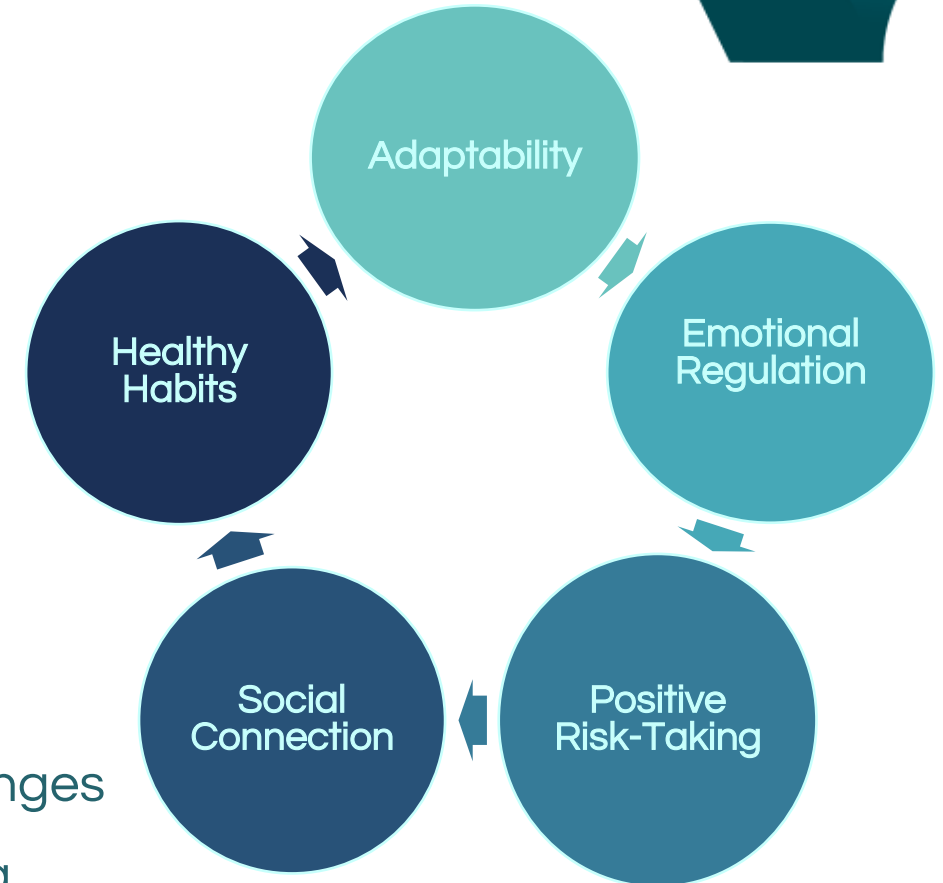 Adaptability
Emotional
Regulation
Healthy
Habits
Positive
Risk-Taking
Social
Connection
nges